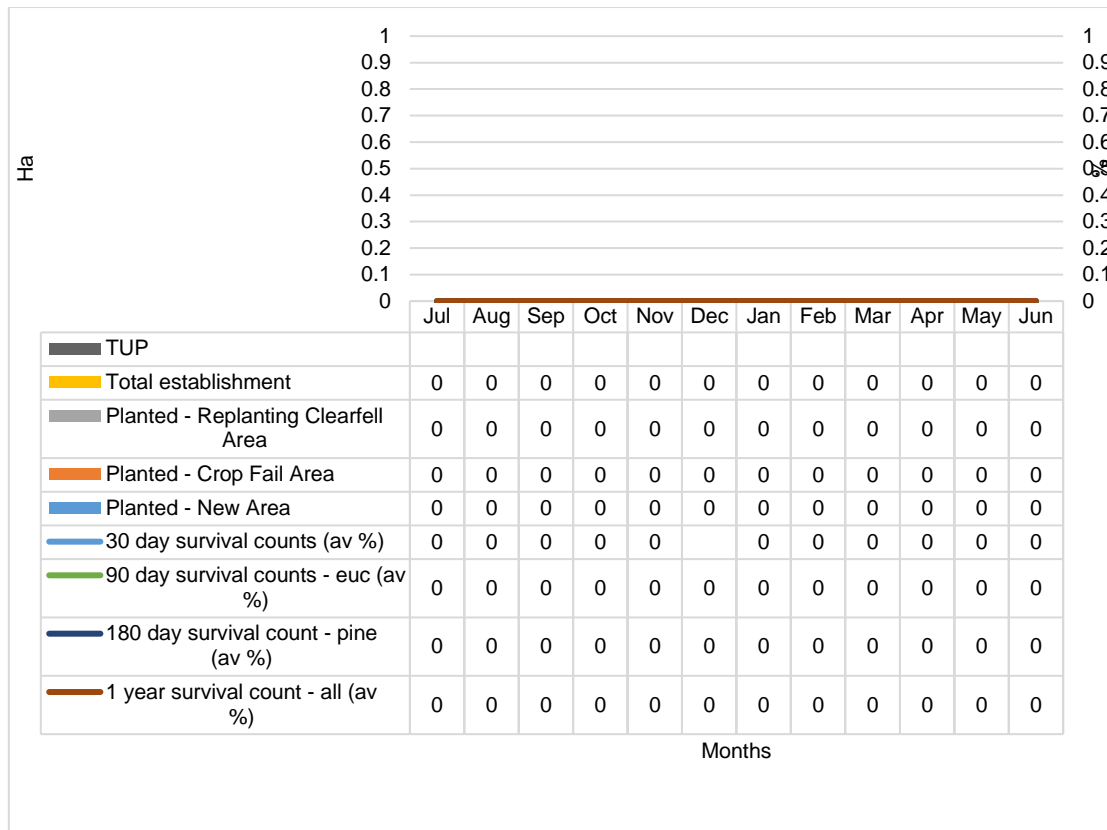 1 1
0.9 0.9
0.8 0.8
0.7 0.7
0.6 0.6
Ha 0.5 0.5 %
0.4 0.4
0.3 0.3
0.2 0.2
0.1 0.1
0 0
Jul Aug Sep Oct Nov Dec Jan Feb Mar Apr May Jun
TUP
Total establishment 0 0 0 0 0 0 0 0 0 0 0 0
Planted - Replanting Clearfell
Area 0 0 0 0 0 0 0 0 0 0 0 0
Planted - Crop Fail Area 0 0 0 0 0 0 0 0 0 0 0 0
Planted - New Area 0 0 0 0 0 0 0 0 0 0 0 0
30 day survival counts (av %) 0 0 0 0 0 0 0 0 0 0 0
90 day survival counts - euc (av
%) 0 0 0 0 0 0 0 0 0 0 0 0
180 day survival count - pine
(av %) 0 0 0 0 0 0 0 0 0 0 0 0
1 year survival count - all (av
%) 0 0 0 0 0 0 0 0 0 0 0 0
Months